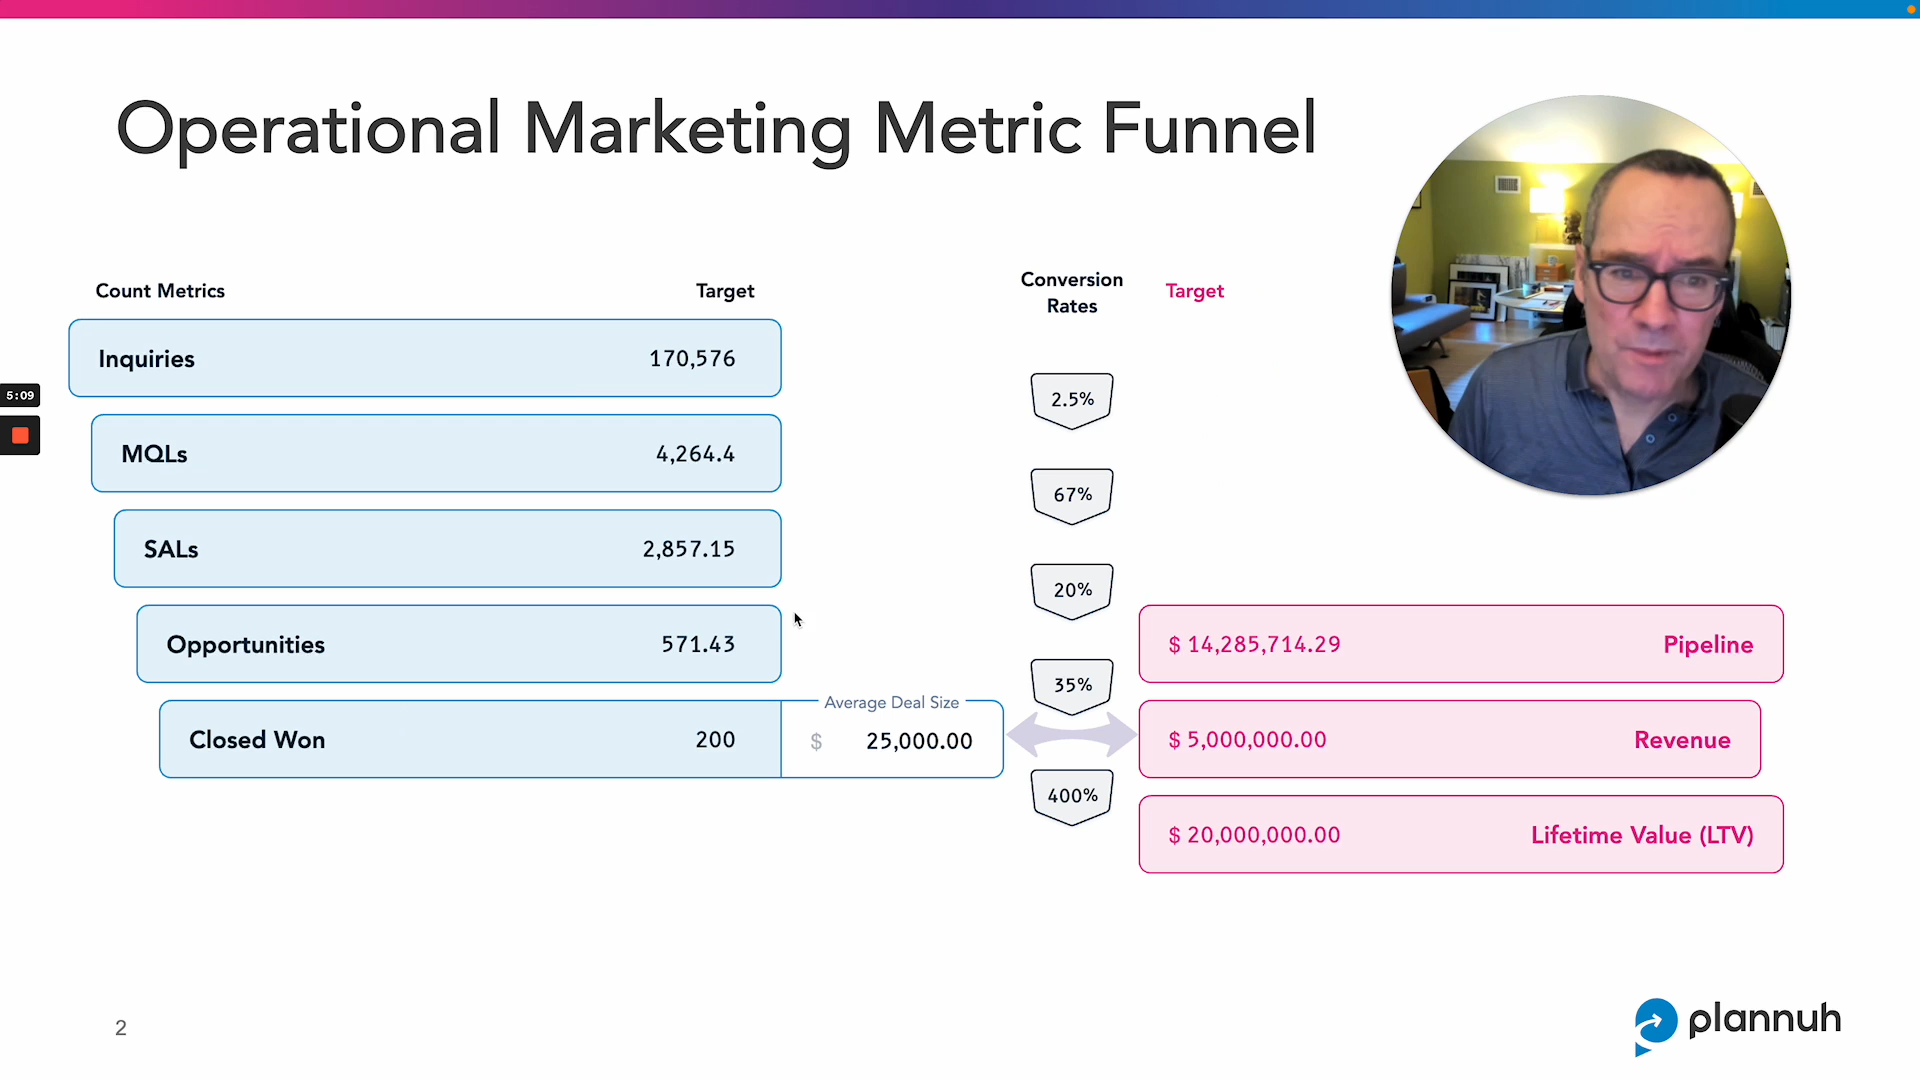 Operational Marketing Metric Funnel
Count Metrics
Target
Conversion
Rates
Target
Inquiries
170,576
2.5%
5:09
MQLs
4,264.4
67%
SALs
2,857.15
20%
Opportunities
571.43
$ 14,285,714.29
Pipeline
35%
Closed Won
200
Average Deal Size
$ 25,000.00
$ 5,000,000.00
Revenue
400%
$ 20,000,000.00
Lifetime Value (LTV)
2
plannuh